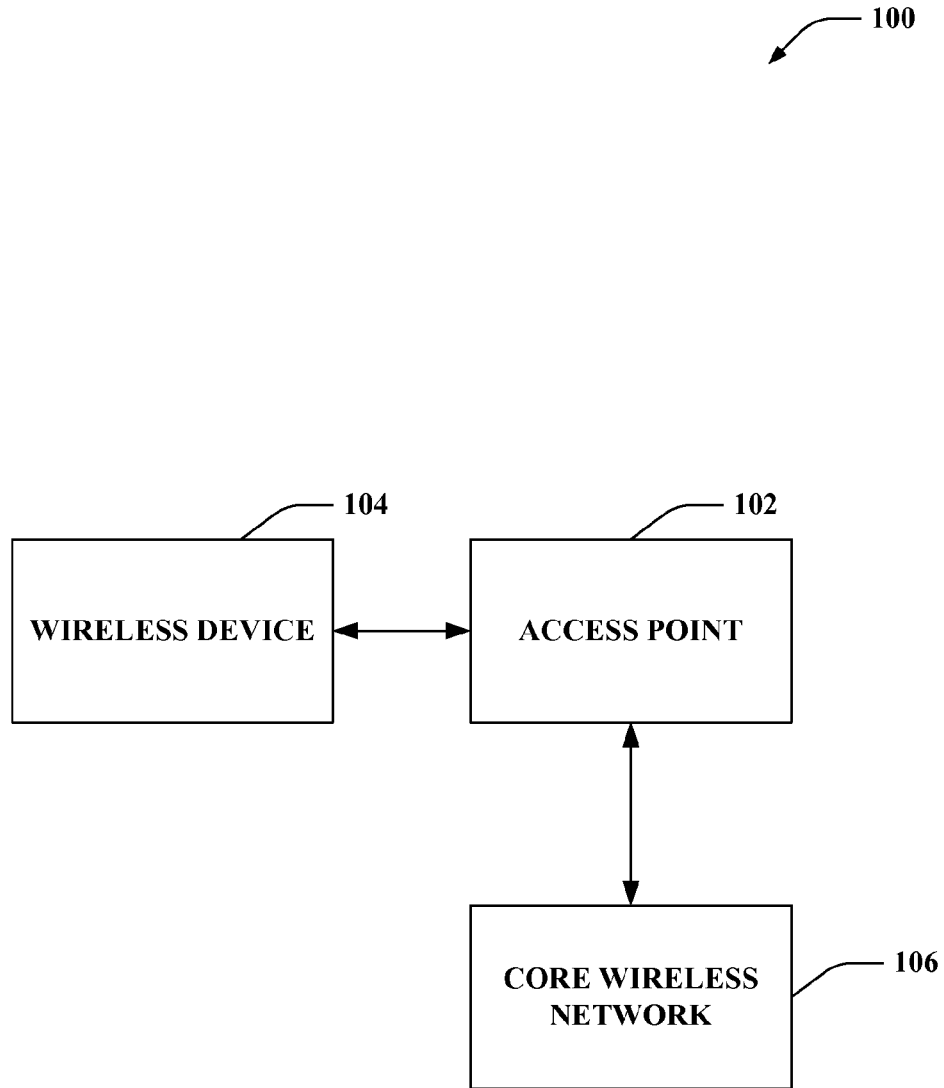 100
104
102
WIRELESS DEVICE
ACCESS POINT
CORE WIRELESS
NETWORK
106